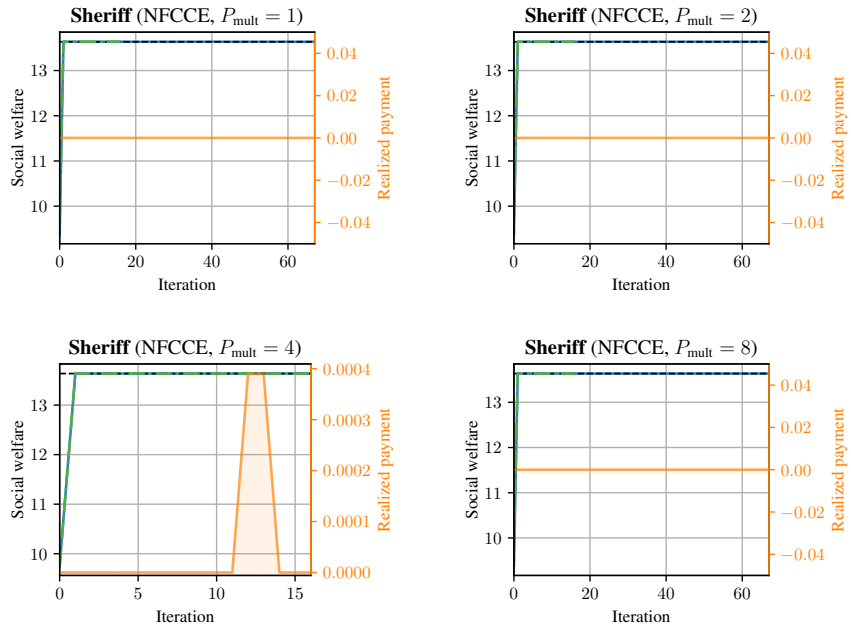 Sheriff (NFCCE, P_mult = 1)
13
12
11
10
Social welfare
0.04
0.02
0.00
−0.02
−0.04
Realized payment
0 20 40 60
Iteration
Sheriff (NFCCE, P_mult = 2)
13
12
11
10
Social welfare
0.04
0.02
0.00
−0.02
−0.04
Realized payment
0 20 40 60
Iteration
Sheriff (NFCCE, P_mult = 4)
13
12
11
10
Social welfare
0.0004
0.0003
0.0002
0.0001
0.0000
Realized payment
0 5 10 15
Iteration
Sheriff (NFCCE, P_mult = 8)
13
12
11
10
Social welfare
0.04
0.02
0.00
−0.02
−0.04
Realized payment
0 20 40 60
Iteration